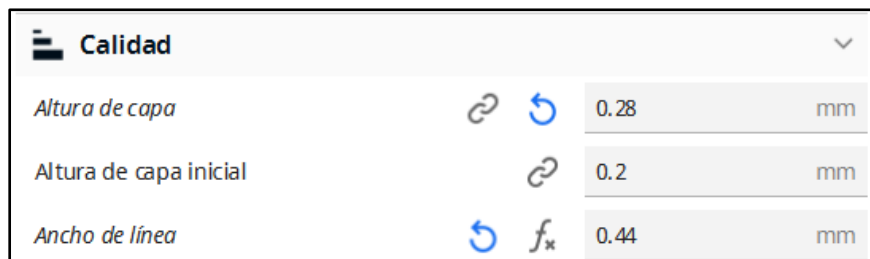 Calidad
Altura de capa 0.28 mm
Altura de capa inicial 0.2 mm
Ancho de línea fx 0.44 mm